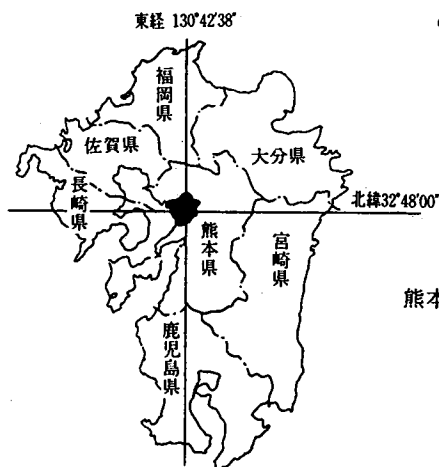 東経 130°42'38"
福岡県
佐賀県
大分県
長崎県
北緯32°48'00"
熊本県
宮崎県
熊本
鹿児島県